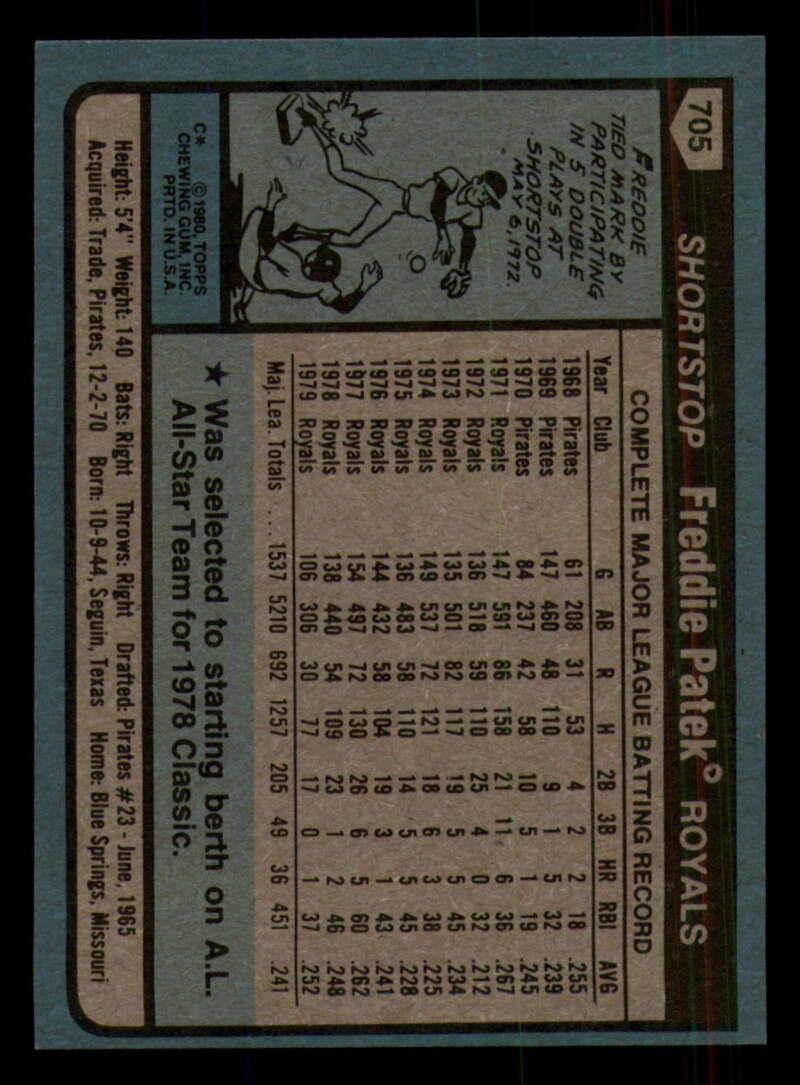 705
SHORTSTOP Freddie Patek® ROYALS
FREDDIE
TIED MARK BY
PARTICIPATING
IN 5 DOUBLE
PLAYS AT
SHORTSTOP
MAY 6, 1972.
C* © 1980, TOPPS
CHEWING GUM, INC.
PRTD. IN U.S.A.
COMPLETE MAJOR LEAGUE BATTING RECORD
Year Club G AB R H 2B 3B HR RBI AVG
1968 Pirates 61 208 31 53 4 2 2 18 .255
1969 Pirates 147 460 48 110 9 1 5 32 .239
1970 Pirates 84 237 42 58 10 5 1 19 .245
1971 Royals 147 591 86 158 21 11 6 36 .267
1972 Royals 136 518 59 110 25 4 0 32 .212
1973 Royals 135 501 82 117 19 5 5 45 .234
1974 Royals 149 537 72 121 18 6 3 38 .225
1975 Royals 136 483 58 110 14 5 5 45 .228
1976 Royals 144 432 58 104 19 3 1 43 .241
1977 Royals 154 497 72 130 26 6 5 60 .262
1978 Royals 138 440 54 109 23 1 2 46 .248
1979 Royals 106 306 30 77 17 0 1 37 .252
Maj. Lea. Totals .... 1537 5210 692 1257 205 49 36 451 .241
★ Was selected to starting berth on A.L.
All-Star Team for 1978 Classic.
Height: 5'4" Weight: 140 Bats: Right Throws: Right Drafted: Pirates #23 - June, 1965
Acquired: Trade, Pirates, 12-2-70 Born: 10-9-44, Seguin, Texas Home: Blue Springs, Missouri